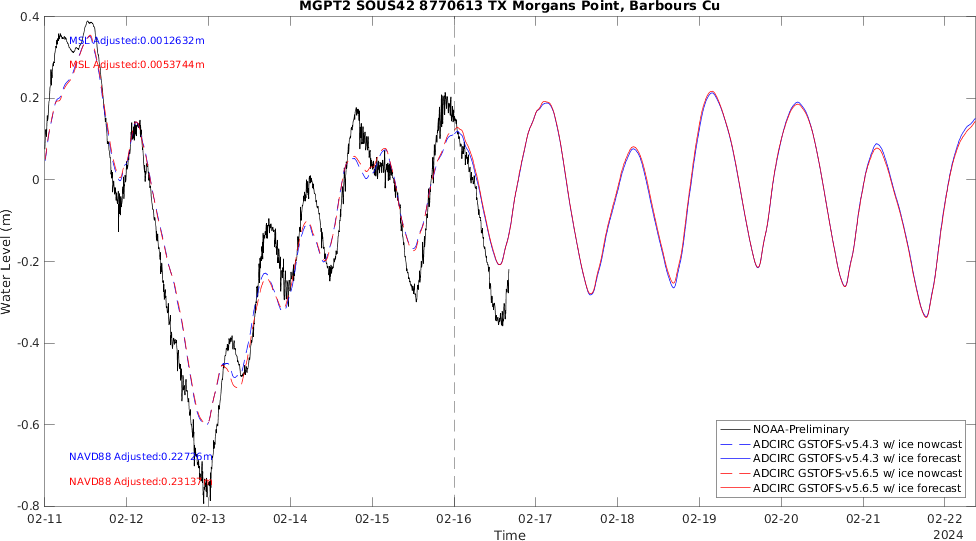 MGPT2 SOUS42 8770613 TX Morgans Point, Barbours Cu
Water Level (m)
0.4
0.2
0
-0.2
-0.4
-0.6
-0.8
MSL Adjusted:0.0012632m
MSL Adjusted:0.0053744m
NAVD88 Adjusted:0.22726m
NAVD88 Adjusted:0.23137m
NOAA-Preliminary
ADCIRC GSTOFS-v5.4.3 w/ ice nowcast
ADCIRC GSTOFS-v5.4.3 w/ ice forecast
ADCIRC GSTOFS-v5.6.5 w/ ice nowcast
ADCIRC GSTOFS-v5.6.5 w/ ice forecast
02-11 02-12 02-13 02-14 02-15 02-16 02-17 02-18 02-19 02-20 02-21 02-22
Time
2024